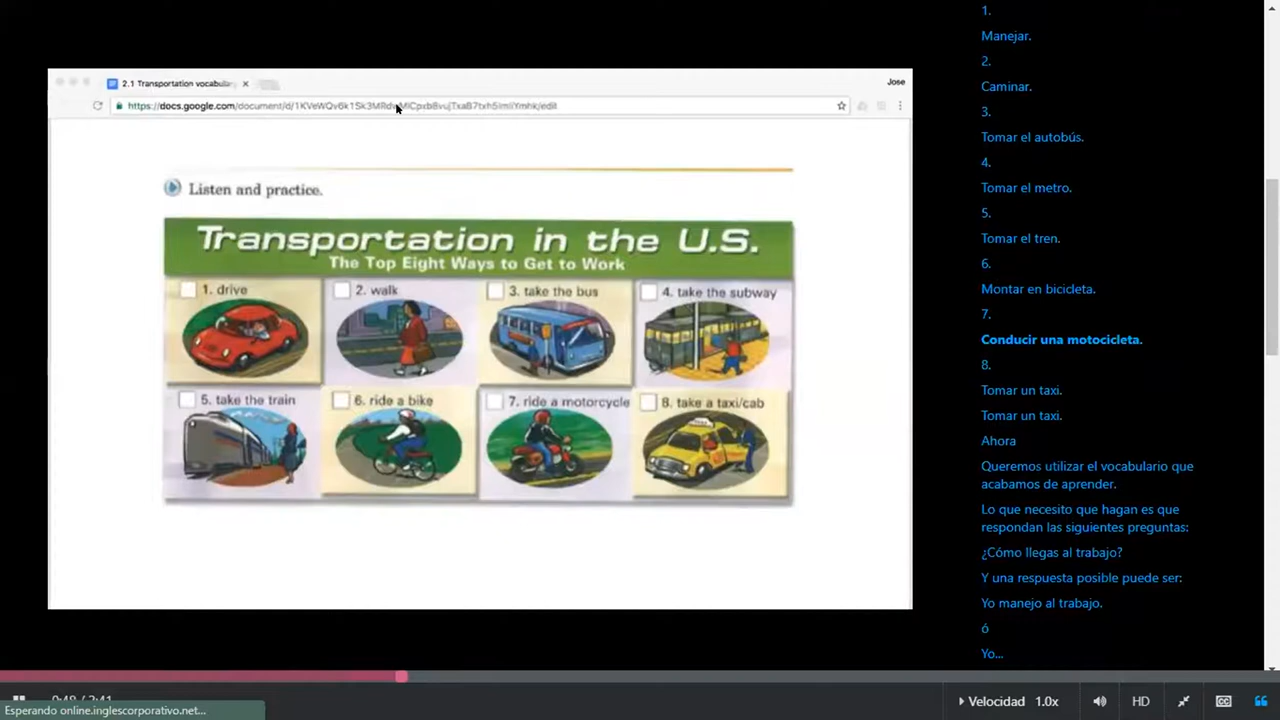 2.1 Transportation vocabula
Jose
https://docs.google.com/document/d/
Listen and practice.
Transportation in the U.S.
The Top Eight Ways to Get to Work
1. drive
2. walk
3. take the bus
4. take the subway
5. take the train
6. ride a bike
7. ride a motorcycle
8. take a taxi/cab
1.
Manejar.
2.
Caminar.
3.
Tomar el autobús.
4.
Tomar el metro.
5.
Tomar el tren.
6.
Montar en bicicleta.
7.
Conducir una motocicleta.
8.
Tomar un taxi.
Tomar un taxi.
Ahora
Queremos utilizar el vocabulario que
acabamos de aprender.
Lo que necesito que hagan es que
respondan las siguientes preguntas:
¿Cómo llegas al trabajo?
Y una respuesta posible puede ser:
Yo manejo al trabajo.
ó
Yo...
Velocidad 1.0x
HD
Esperando online.inglescorporativo.net...